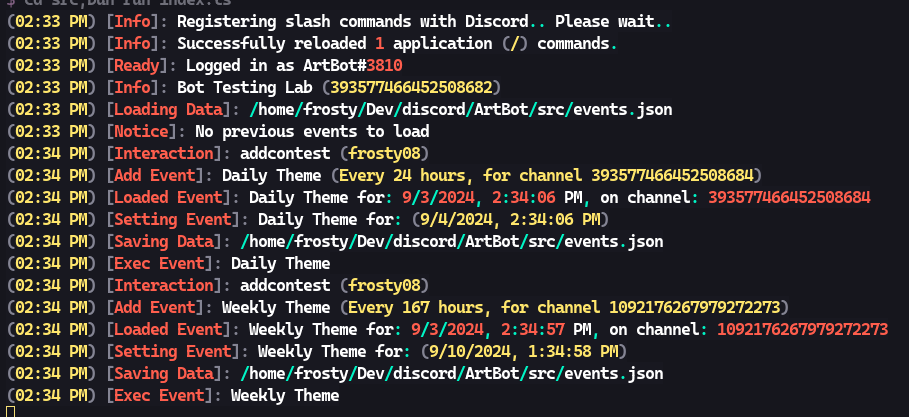 $ cd src;bun run index.ts
(02:33 PM) [Info]: Registering slash commands with Discord.. Please wait..
(02:33 PM) [Info]: Successfully reloaded 1 application (/) commands.
(02:33 PM) [Ready]: Logged in as ArtBot#3810
(02:33 PM) [Info]: Bot Testing Lab (393577466452508682)
(02:33 PM) [Loading Data]: /home/frosty/Dev/discord/ArtBot/src/events.json
(02:33 PM) [Notice]: No previous events to load
(02:34 PM) [Interaction]: addcontest (frosty08)
(02:34 PM) [Add Event]: Daily Theme (Every 24 hours, for channel 393577466452508684)
(02:34 PM) [Loaded Event]: Daily Theme for: 9/3/2024, 2:34:06 PM, on channel: 393577466452508684
(02:34 PM) [Setting Event]: Daily Theme for: (9/4/2024, 2:34:06 PM)
(02:34 PM) [Saving Data]: /home/frosty/Dev/discord/ArtBot/src/events.json
(02:34 PM) [Exec Event]: Daily Theme
(02:34 PM) [Interaction]: addcontest (frosty08)
(02:34 PM) [Add Event]: Weekly Theme (Every 167 hours, for channel 1092176267979272273)
(02:34 PM) [Loaded Event]: Weekly Theme for: 9/3/2024, 2:34:57 PM, on channel: 1092176267979272273
(02:34 PM) [Setting Event]: Weekly Theme for: (9/10/2024, 1:34:58 PM)
(02:34 PM) [Saving Data]: /home/frosty/Dev/discord/ArtBot/src/events.json
(02:34 PM) [Exec Event]: Weekly Theme